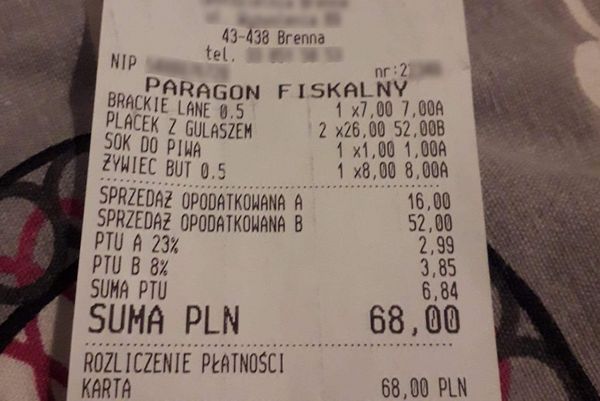 43-438 Brenna
tel.
NIP nr:2
PARAGON FISKALNY
BRACKIE LANE 0.5 1 x7,00 7,00A
PLACEK Z GULASZEM 2 x26,00 52,00B
SOK DO PIWA 1 x1,00 1,00A
ŻYWIEC BUT 0.5 1 x8,00 8,00A
SPRZEDAŻ OPODATKOWANA A 16,00
SPRZEDAŻ OPODATKOWANA B 52,00
PTU A 23% 2,99
PTU B 8% 3,85
SUMA PTU 6,84
SUMA PLN 68,00
ROZLICZENIE PŁATNOŚCI
KARTA 68,00 PLN